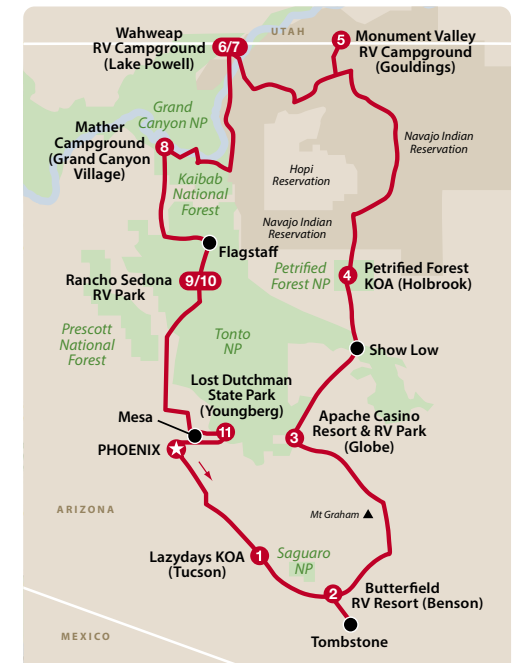 UTAH
Wahweap
RV Campground
(Lake Powell)
6/7
5
Monument Valley
RV Campground
(Gouldings)
Grand
Canyon NP
Mather
Campground
(Grand Canyon
Village)
8
Navajo Indian
Reservation
Hopi
Reservation
Kaibab
National
Forest
Navajo Indian
Reservation
Flagstaff
Rancho Sedona
RV Park
9/10
Petrified
Forest NP
4
Petrified Forest
KOA (Holbrook)
Prescott
National
Forest
Tonto
NP
Show Low
Lost Dutchman
State Park
(Youngberg)
Mesa
11
PHOENIX
3
Apache Casino
Resort & RV Park
(Globe)
ARIZONA
Mt Graham
Lazydays KOA
(Tucson)
1
Saguaro
NP
2
Butterfield
RV Resort (Benson)
MEXICO
Tombstone